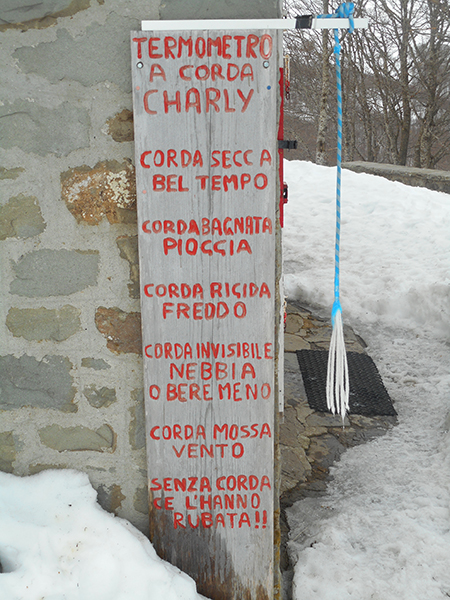 TERMOMETRO
A CORDA
CHARLY
CORDA SECCA
BEL TEMPO
CORDA BAGNATA
PIOGGIA
CORDA RIGIDA
FREDDO
CORDA INVISIBILE
NEBBIA
O BERE MENO
CORDA MOSSA
VENTO
SENZA CORDA
CE L'HANNO
RUBATA!!